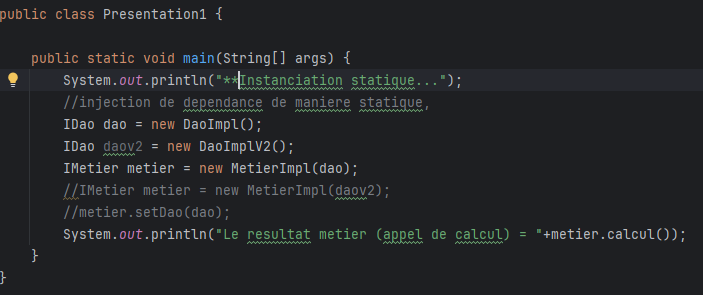 public class Presentation1 {
public static void main(String[] args) {
System.out.println("**Instanciation statique...");
//injection de dependance de maniere statique,
IDao dao = new DaoImpl();
IDao daov2 = new DaoImplV2();
IMetier metier = new MetierImpl(dao);
//IMetier metier = new MetierImpl(daov2);
//metier.setDao(dao);
System.out.println("Le resultat metier (appel de calcul) = "+metier.calcul());
}
}